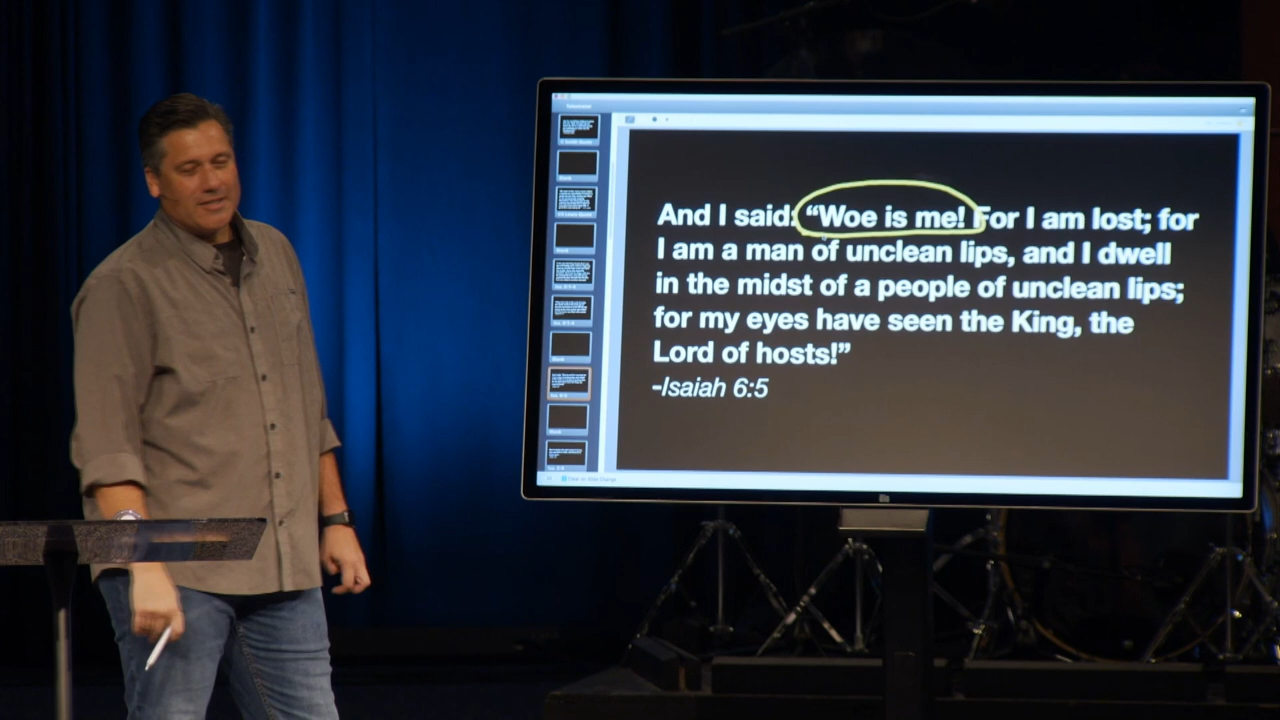 And I said: “Woe is me! For I am lost; for
I am a man of unclean lips, and I dwell
in the midst of a people of unclean lips;
for my eyes have seen the King, the
Lord of hosts!”
-Isaiah 6:5